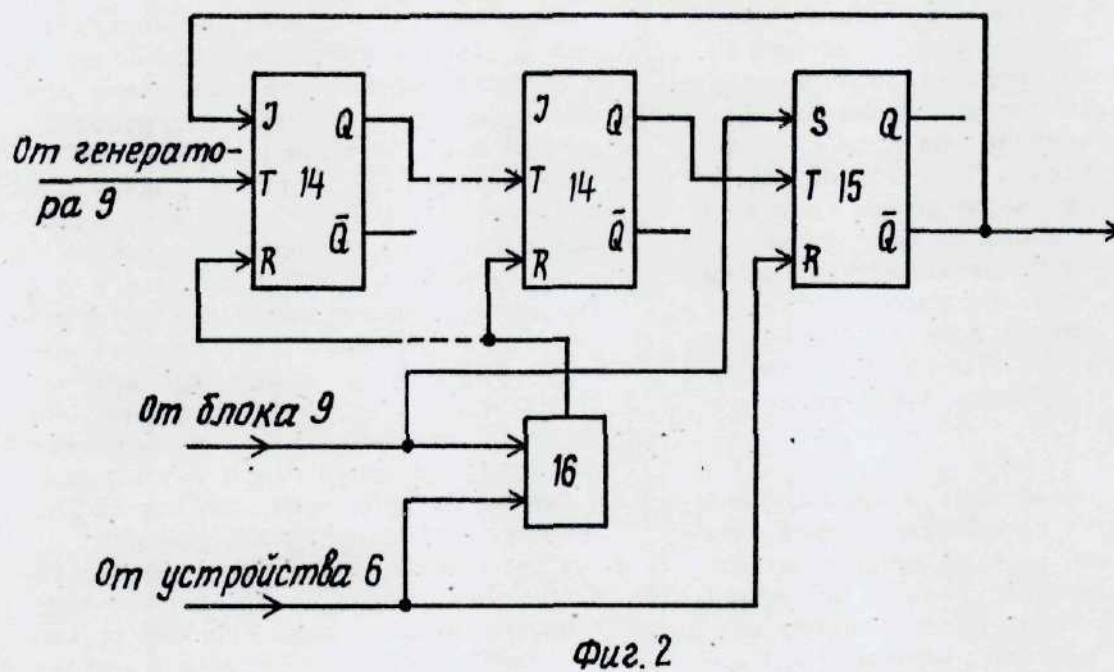 J Q
T 14
Q̄
R
J Q
T 14
Q̄
R
S Q
T 15
Q̄
R
От генерато-
ра 9
От блока 9
16
От устройства 6
Фиг. 2